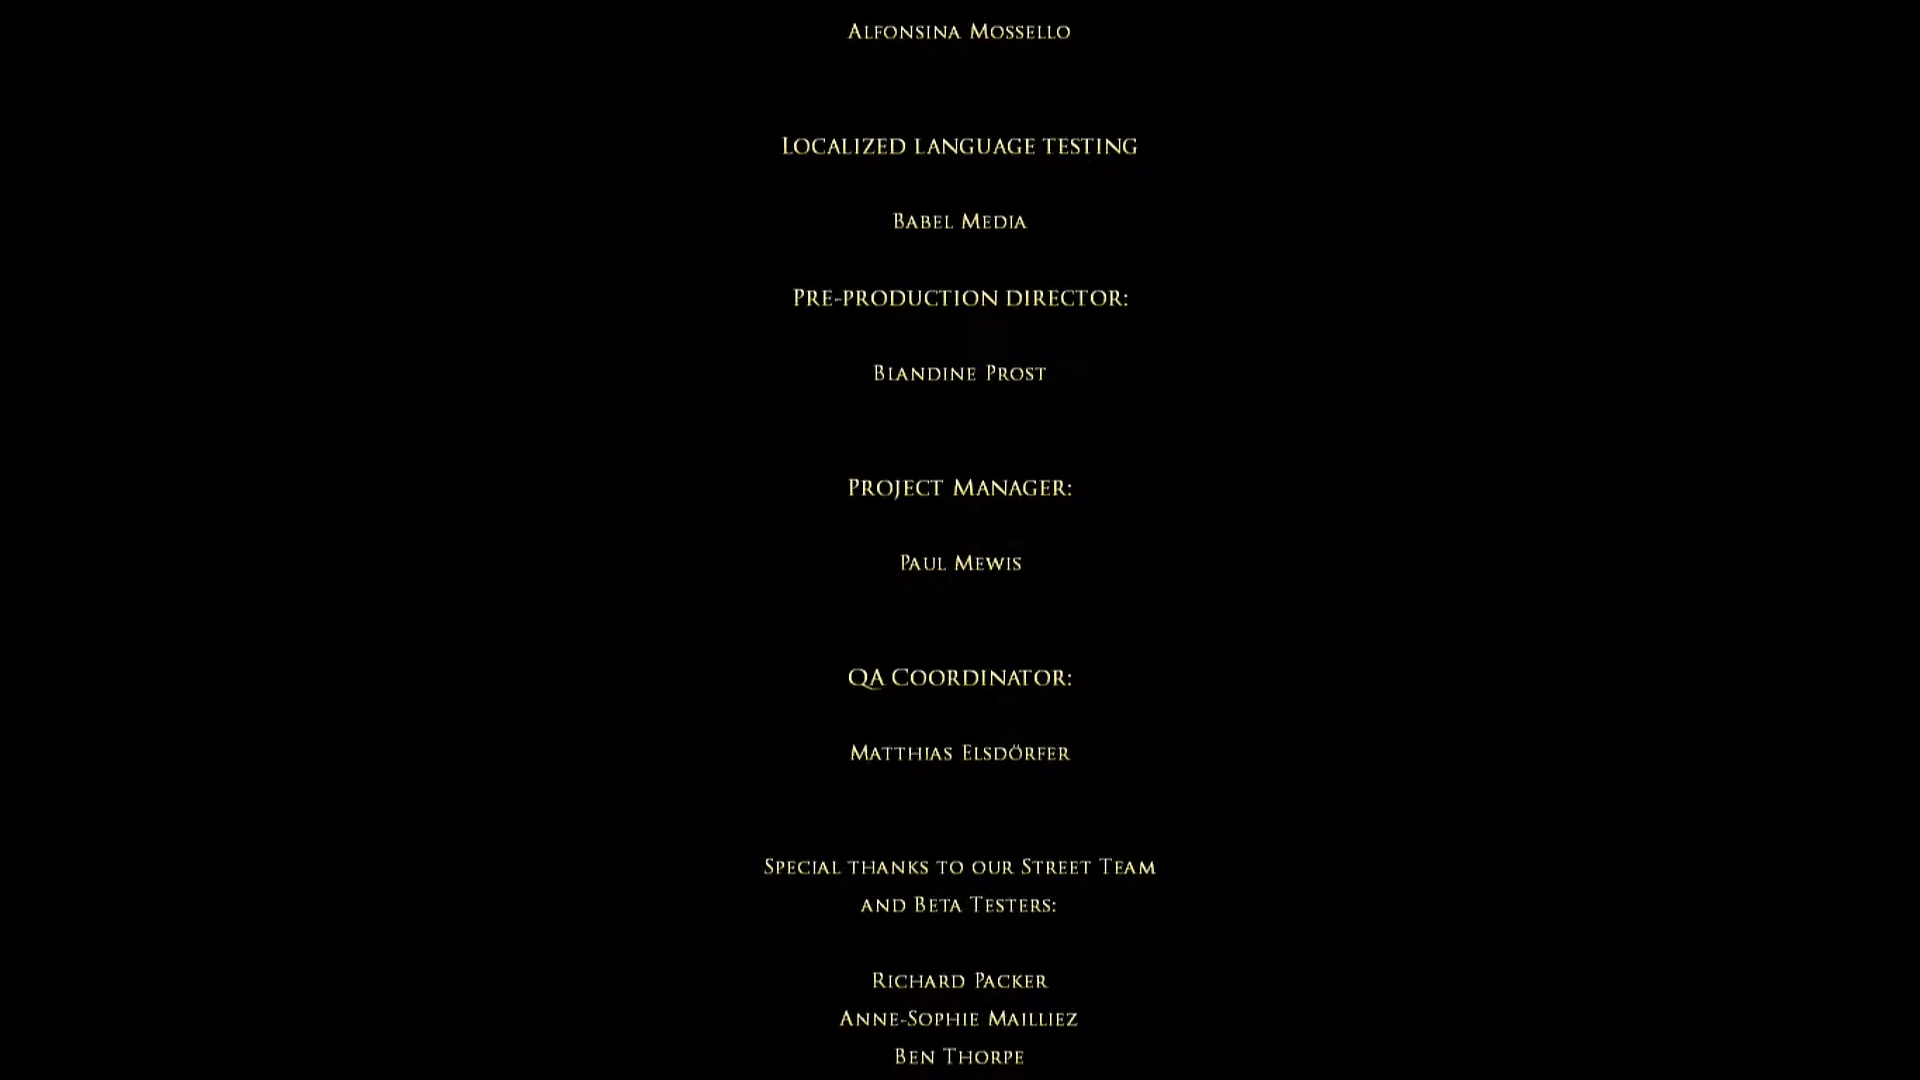 Alfonsina Mossello
Localized language testing
Babel Media
Pre-production director:
Blandine Prost
Project Manager:
Paul Mewis
QA Coordinator:
Matthias Elsdörfer
Special thanks to our Street Team
and Beta Testers:
Richard Packer
Anne-Sophie Mailliez
Ben Thorpe